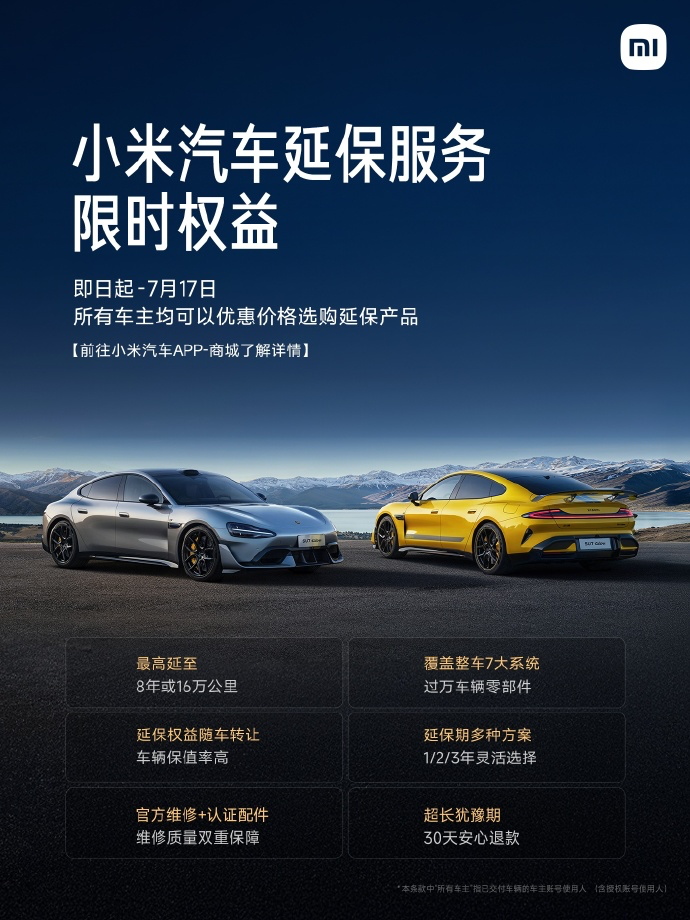 小米汽车延保服务
限时权益
即日起-7月17日
所有车主均可以优惠价格选购延保产品
【前往小米汽车APP-商城了解详情】
最高延至
8年或16万公里
覆盖整车7大系统
过万车辆零部件
延保权益随车转让
车辆保值率高
延保期多种方案
1/2/3年灵活选择
官方维修+认证配件
维修质量双重保障
超长犹豫期
30天安心退款
*本条款中"所有车主"指已交付车辆的车主账号使用人 (含授权账号使用人)